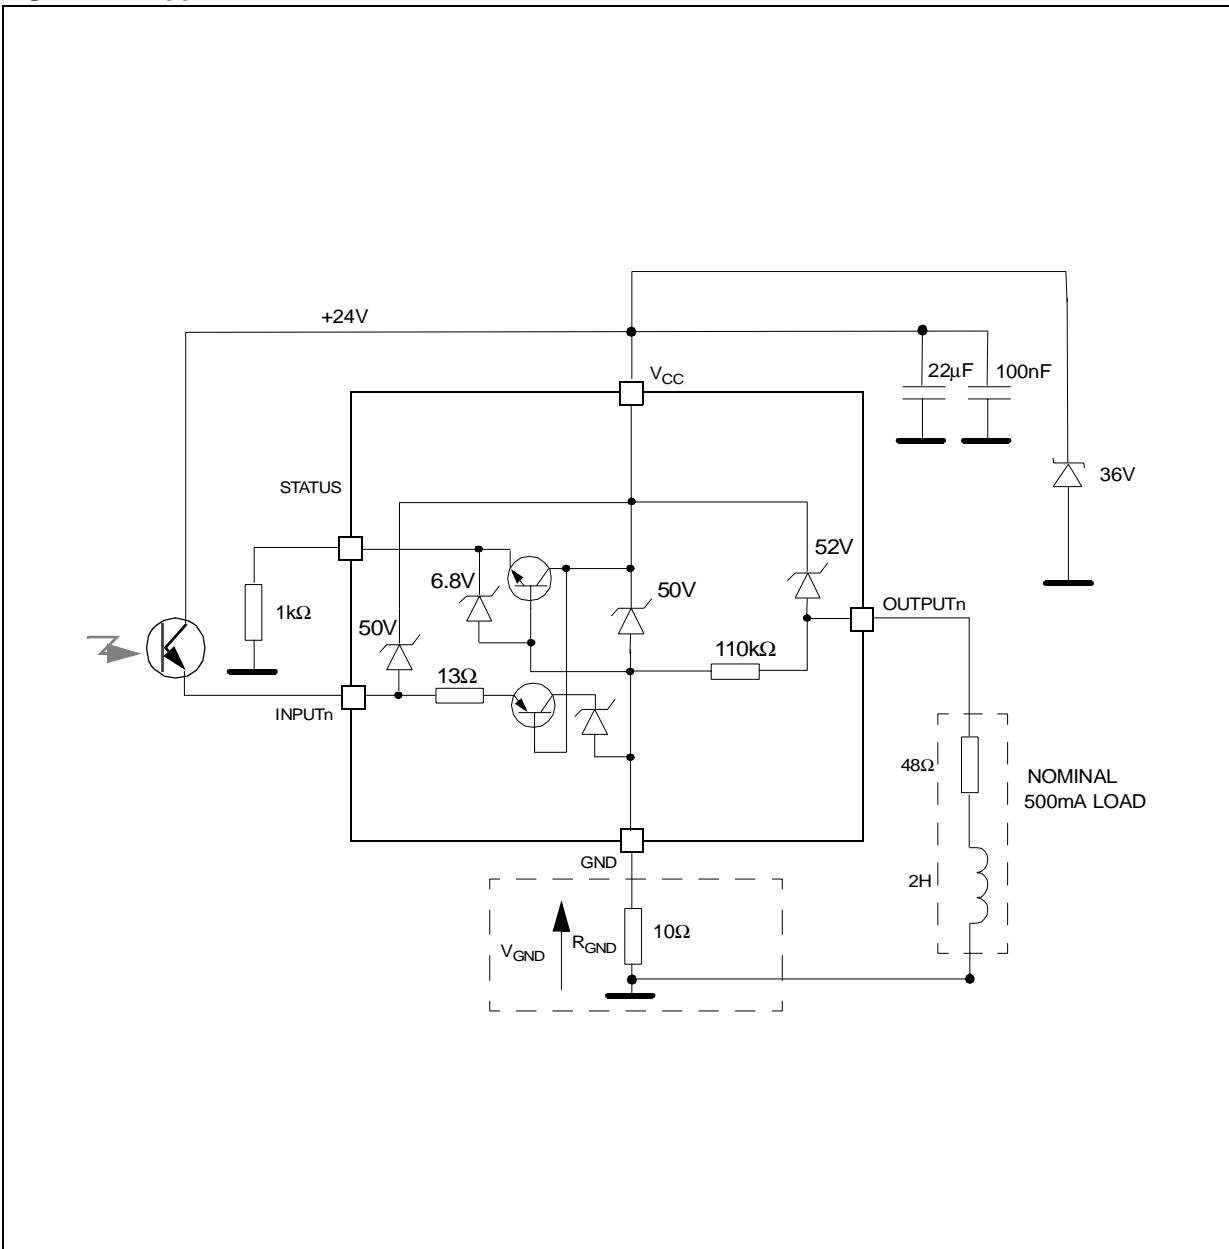 +24V
VCC
22μF
100nF
36V
STATUS
52V
6.8V
50V
OUTPUTn
1kΩ
50V
110kΩ
13Ω
INPUTn
48Ω
NOMINAL
500mA LOAD
GND
2H
VGND
RGND
10Ω